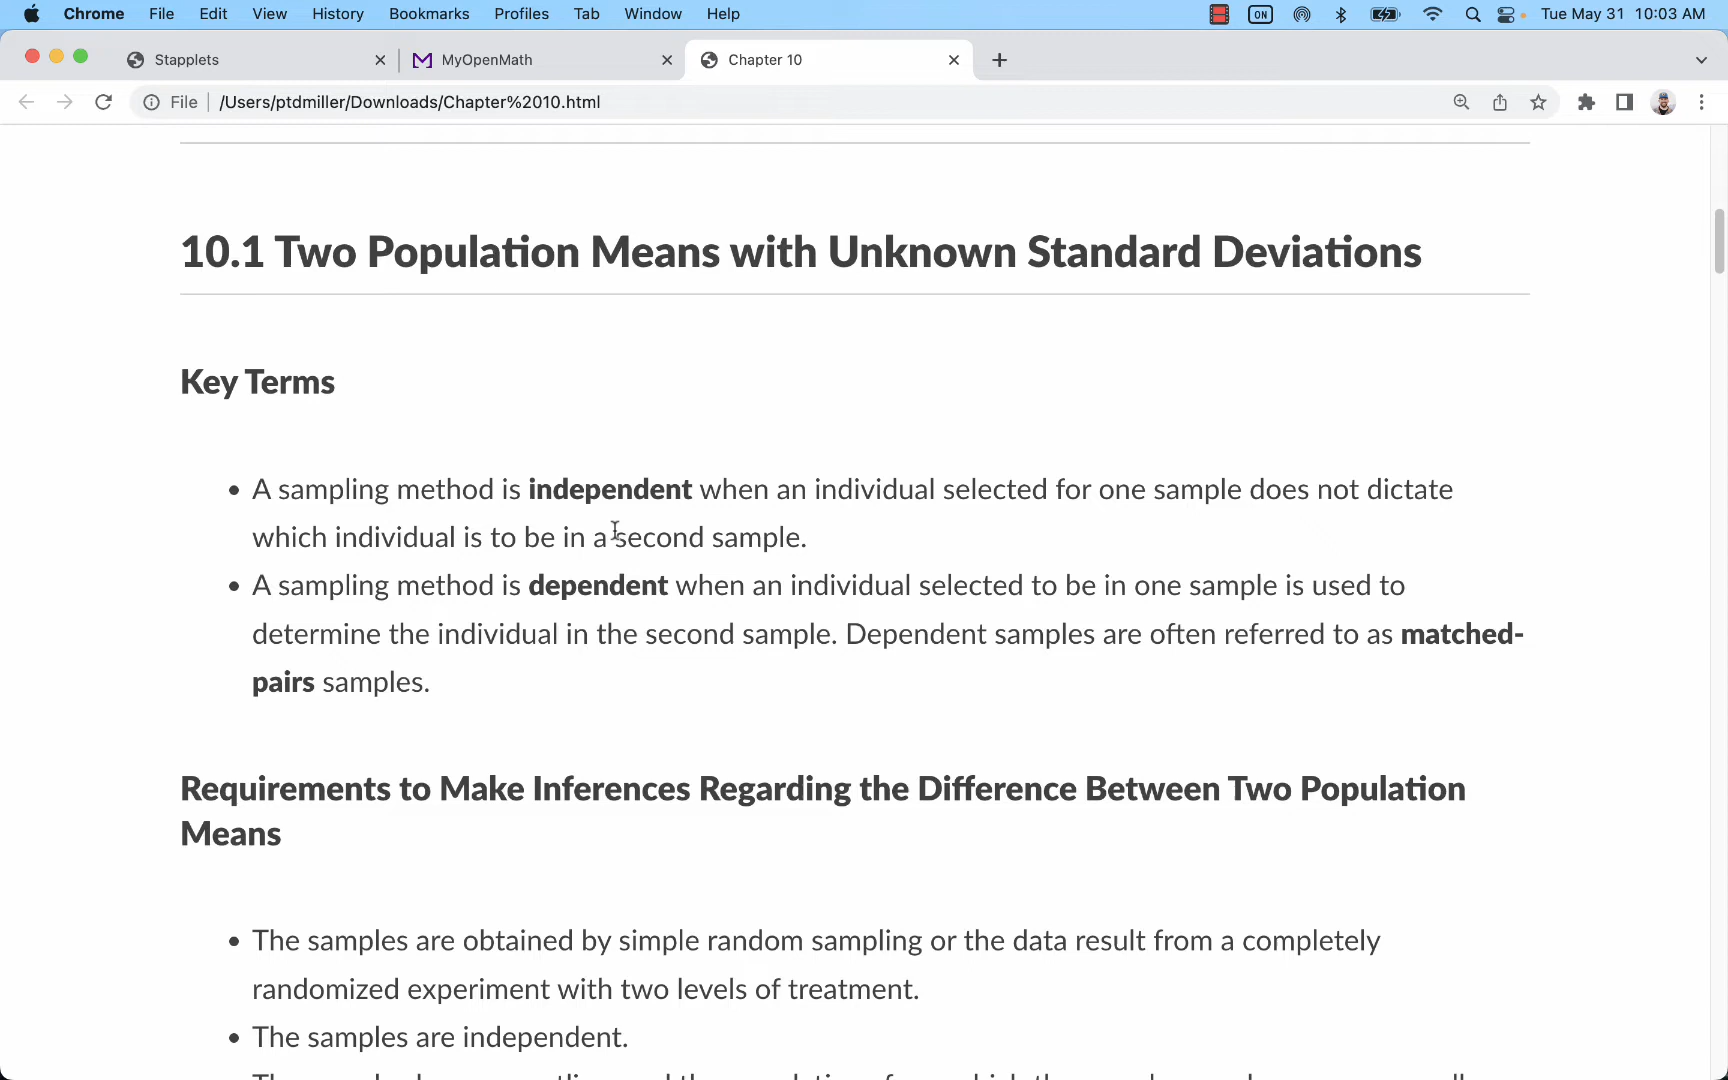 Chrome File Edit View History Bookmarks Profiles Tab Window Help ON Tue May 31 10:03 AM
Stapplets MyOpenMath Chapter 10
File /Users/ptdmiller/Downloads/Chapter%2010.html
10.1 Two Population Means with Unknown Standard Deviations
Key Terms
• A sampling method is independent when an individual selected for one sample does not dictate
which individual is to be in a second sample.
• A sampling method is dependent when an individual selected to be in one sample is used to
determine the individual in the second sample. Dependent samples are often referred to as matched-
pairs samples.
Requirements to Make Inferences Regarding the Difference Between Two Population
Means
• The samples are obtained by simple random sampling or the data result from a completely
randomized experiment with two levels of treatment.
• The samples are independent.